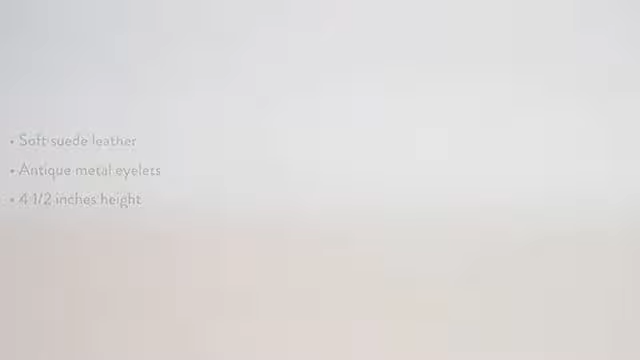 • Soft suede leather
• Antique metal eyelets
• 4 1/2 inches height